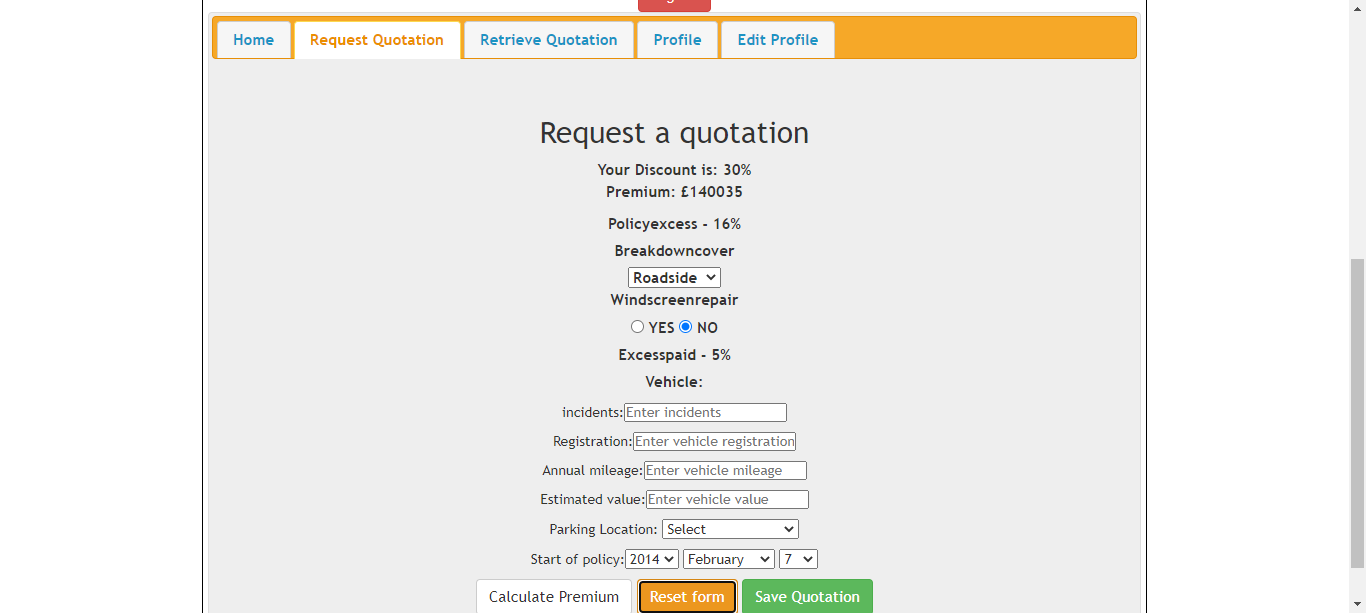 Home Request Quotation Retrieve Quotation Profile Edit Profile
Request a quotation
Your Discount is: 30%
Premium: £140035
Policyexcess - 16%
Breakdowncover
Roadside
Windscreenrepair
YES NO
Excesspaid - 5%
Vehicle:
incidents: Enter incidents
Registration: Enter vehicle registration
Annual mileage: Enter vehicle mileage
Estimated value: Enter vehicle value
Parking Location: Select
Start of policy: 2014 February 7
Calculate Premium Reset form Save Quotation